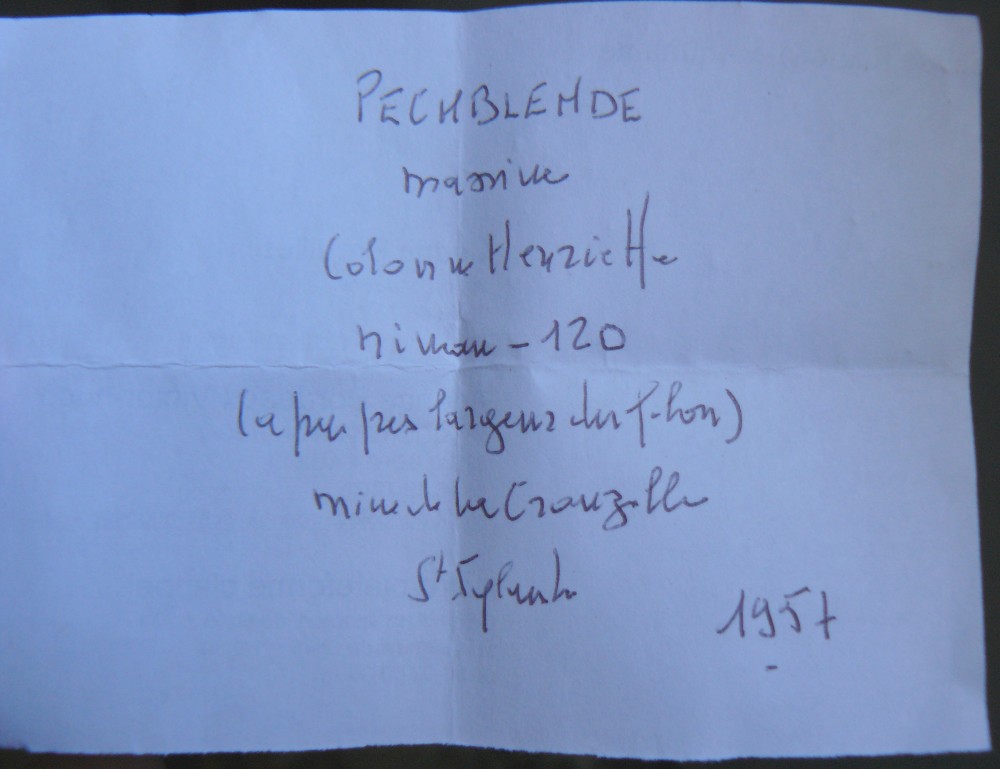 PECHBLENDE
massive
Colonne Henriette
niveau - 120
(a peu pres largeur du filon)
mine de la Crouzille
St Sylvestre
1957